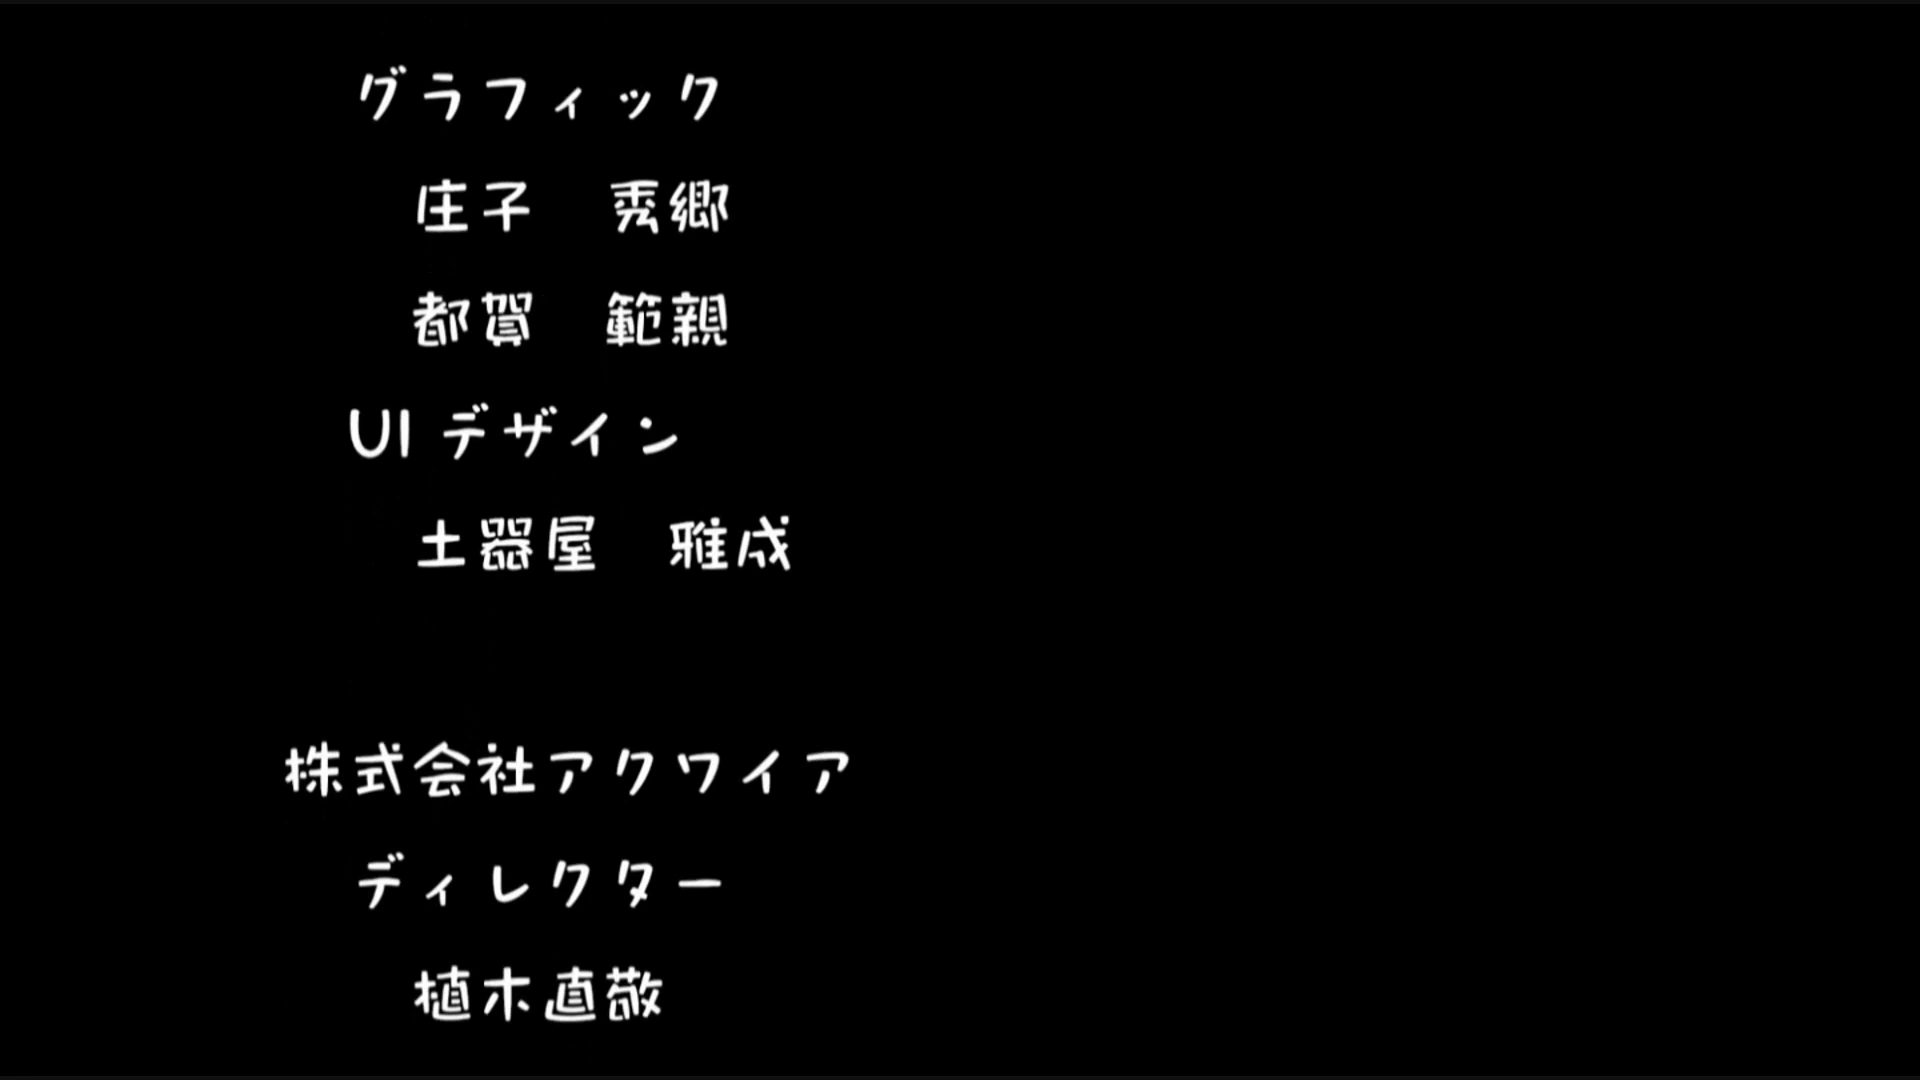 グラフィック
庄子　秀郷
都賀　範親
UIデザイン
土器屋　雅成
株式会社アクワイア
ディレクター
植木直敬